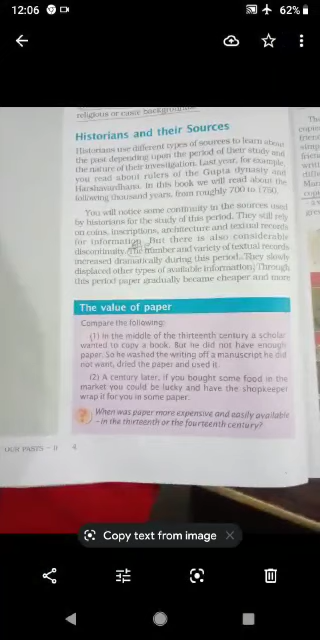 12:06
62%
religious or caste backgrounds
Historians and their Sources
Historians use different types of sources to learn about
the past depending upon the period of their study and
the nature of their investigation. Last year, for example,
you read about rulers of the Gupta dynasty and
Harshavardhana. In this book we will read about the
following thousand years, from roughly 700 to 1750.
You will notice some continuity in the sources used
by historians for the study of this period. They still rely
on coins, inscriptions, architecture and textual records
for information. But there is also considerable
discontinuity. The number and variety of textual records
increased dramatically during this period. They slowly
displaced other types of available information. Through
this period paper gradually became cheaper and more
The value of paper
Compare the following:
(1) In the middle of the thirteenth century a scholar
wanted to copy a book. But he did not have enough
paper. So he washed the writing off a manuscript he did
not want, dried the paper and used it.
(2) A century later, if you bought some food in the
market you could be lucky and have the shopkeeper
wrap it for you in some paper.
? When was paper more expensive and easily available
– in the thirteenth or the fourteenth century?
OUR PASTS – II 4
Copy text from image